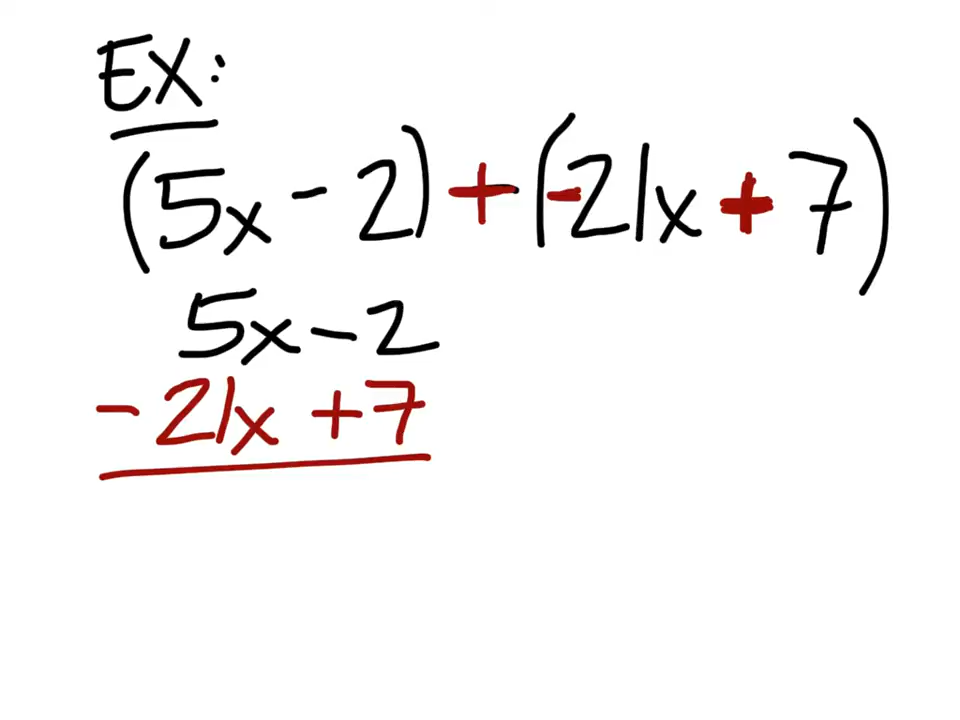 EX:
(5x - 2) + (-21x + 7)
5x - 2
- 21x + 7